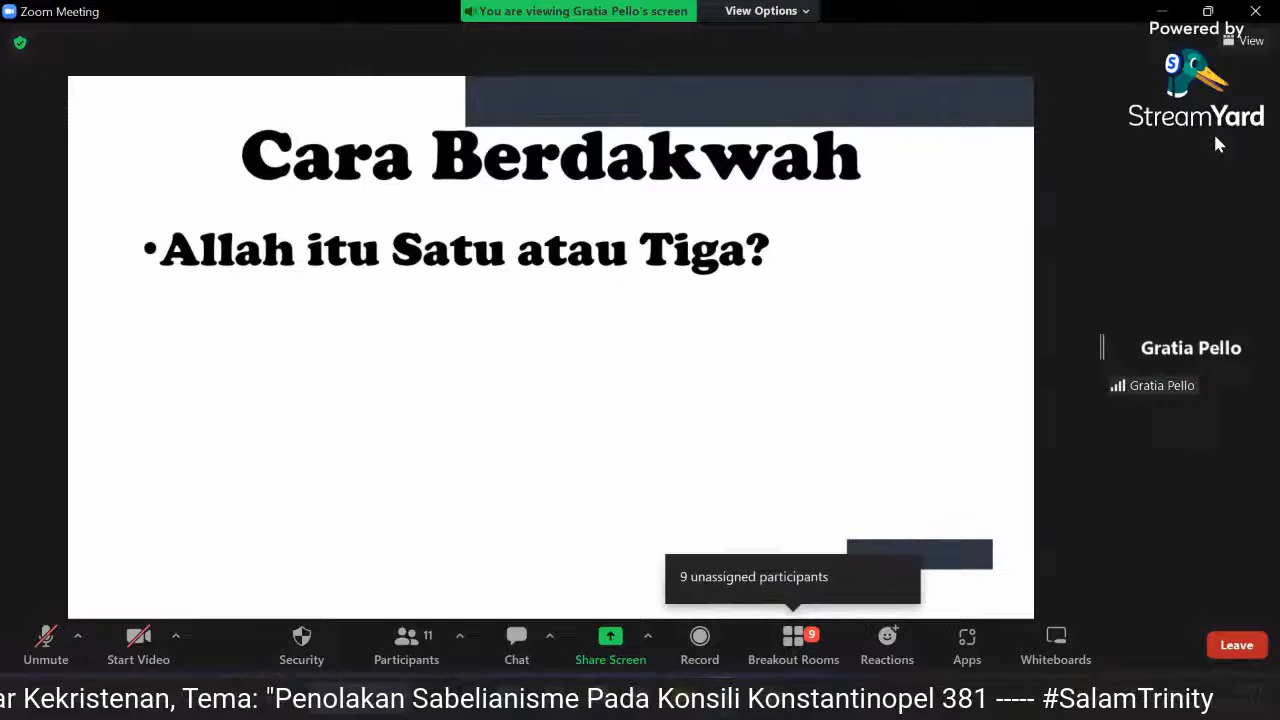 Zoom Meeting
You are viewing Gratia Pello's screen
View Options
Powered by
View
StreamYard
Cara Berdakwah
•Allah itu Satu atau Tiga?
Gratia Pello
Gratia Pello
9 unassigned participants
11
9
Unmute
Start Video
Security
Participants
Chat
Share Screen
Record
Breakout Rooms
Reactions
Apps
Whiteboards
Leave
ar Kekristenan, Tema: "Penolakan Sabelianisme Pada Konsili Konstantinopel 381 ----- #SalamTrinity